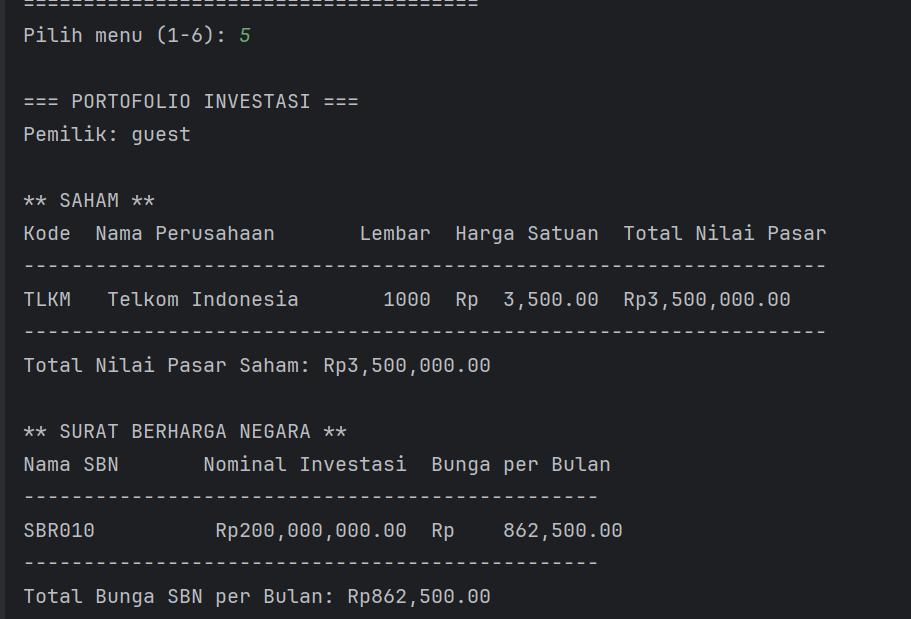 ======================================
Pilih menu (1-6): 5
=== PORTOFOLIO INVESTASI ===
Pemilik: guest
** SAHAM **
Kode  Nama Perusahaan       Lembar  Harga Satuan  Total Nilai Pasar
-------------------------------------------------------------------
TLKM   Telkom Indonesia       1000  Rp  3,500.00  Rp3,500,000.00
-------------------------------------------------------------------
Total Nilai Pasar Saham: Rp3,500,000.00
** SURAT BERHARGA NEGARA **
Nama SBN       Nominal Investasi  Bunga per Bulan
------------------------------------------------
SBR010          Rp200,000,000.00  Rp    862,500.00
------------------------------------------------
Total Bunga SBN per Bulan: Rp862,500.00